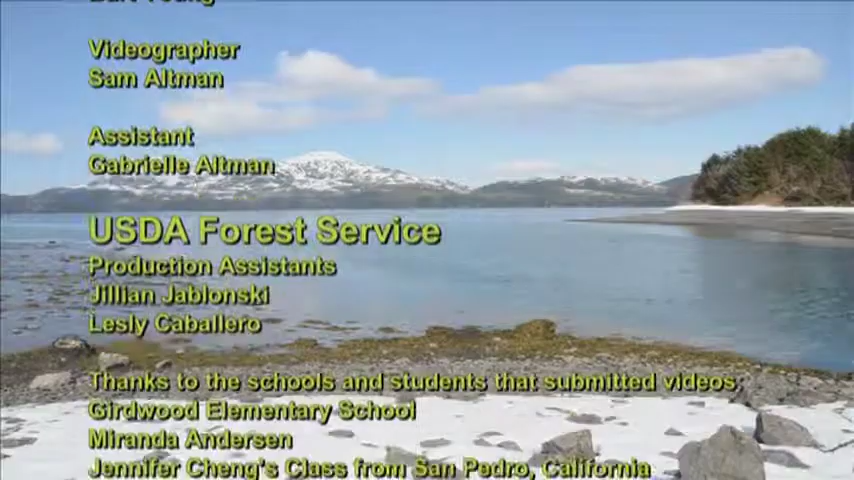 Videographer
Sam Altman
Assistant
Gabrielle Altman
USDA Forest Service
Production Assistants
Jillian Jablonski
Lesly Caballero
Thanks to the schools and students that submitted videos:
Girdwood Elementary School
Miranda Andersen
Jennifer Cheng's Class from San Pedro, California